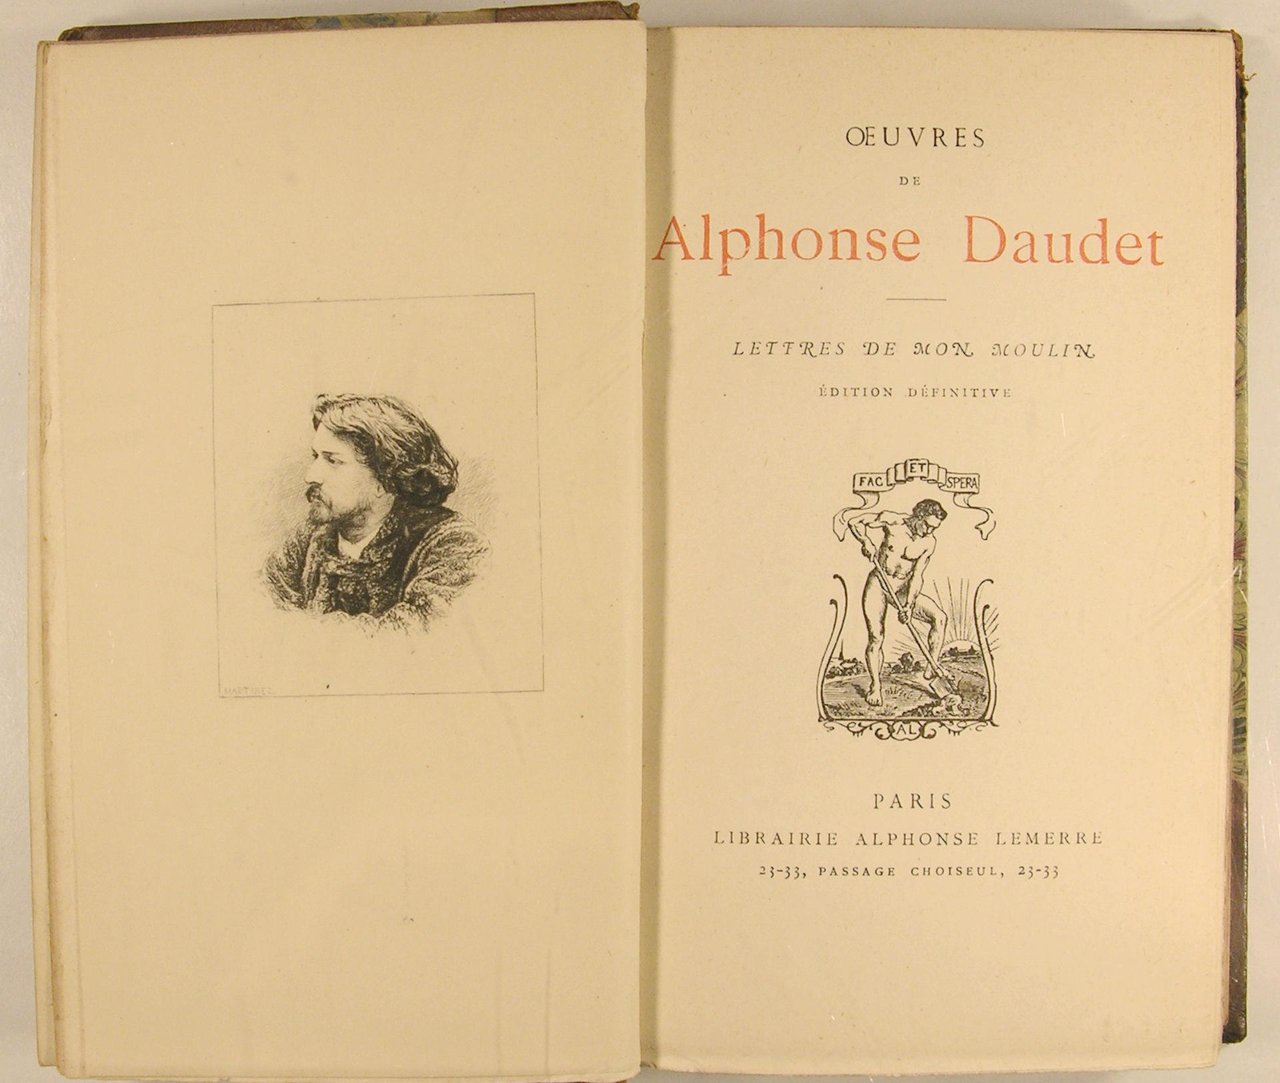 MARTINEZ
ŒUVRES
DE
Alphonse Daudet
LETTRES DE MON MOULIN
ÉDITION DÉFINITIVE
FAC ET SPERA
AL
PARIS
LIBRAIRIE ALPHONSE LEMERRE
23-33, PASSAGE CHOISEUL, 23-33